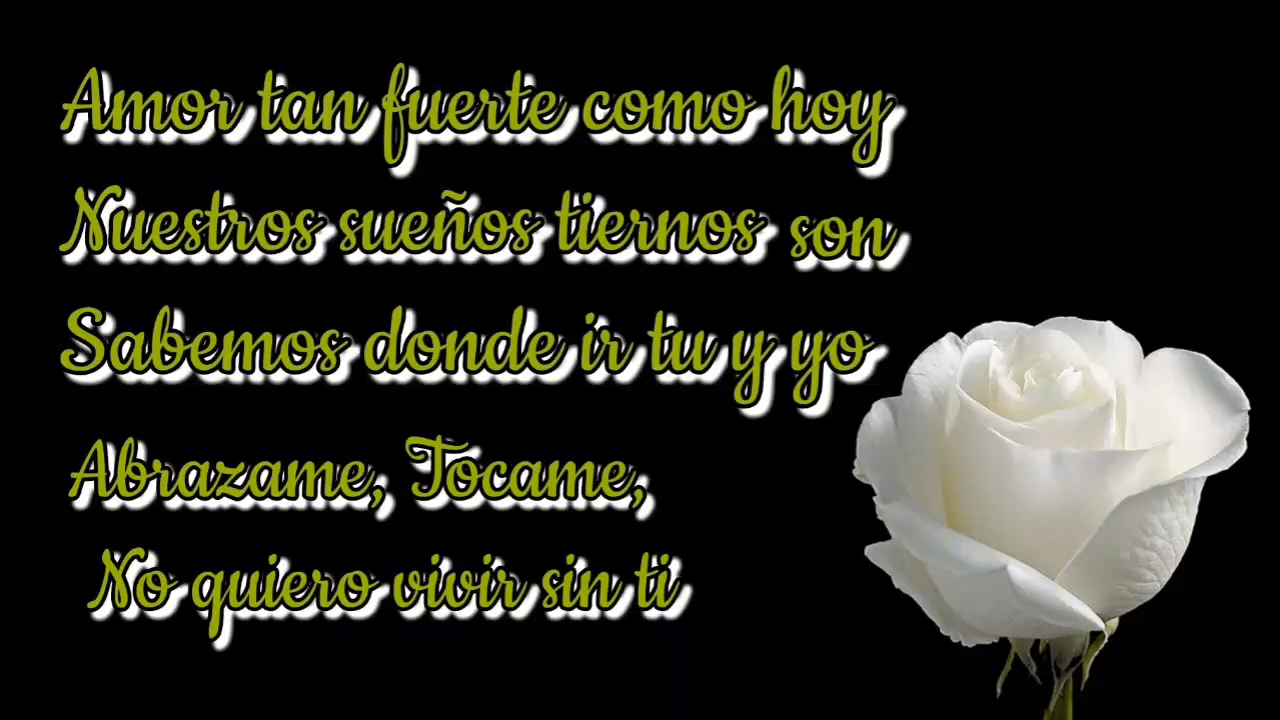 Amor tan fuerte como hoy
Nuestros sueños tiernos son
Sabemos donde ir tu y yo
Abrazame, Tocame,
No quiero vivir sin ti